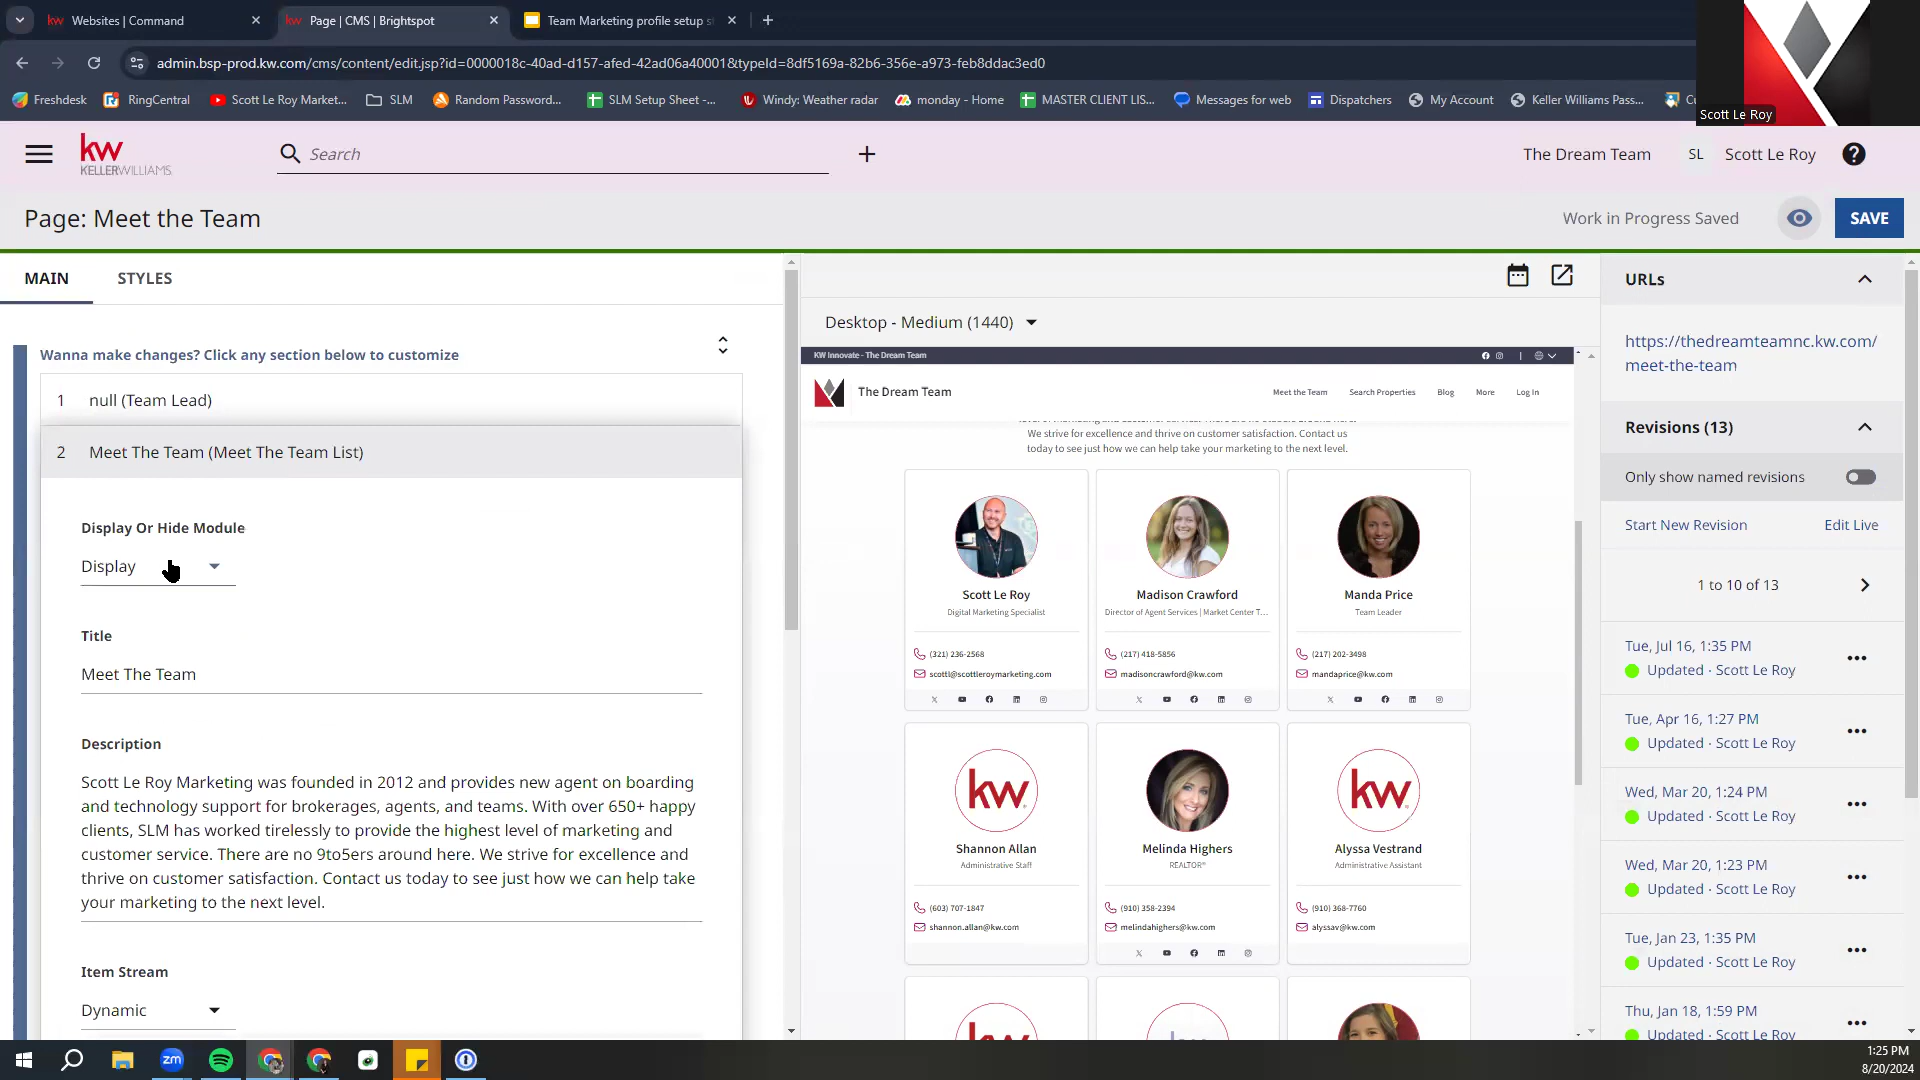 Websites | Command
Page | CMS | Brightspot
Team Marketing profile setup s
admin.bsp-prod.kw.com/cms/content/edit.jsp?id=0000018c-40ad-d157-afed-42ad06a40001&typeId=8df5169a-82b6-356e-a973-feb8ddac3ed0
Freshdesk
RingCentral
Scott Le Roy Market...
SLM
Random Password...
SLM Setup Sheet -...
Windy: Weather radar
monday - Home
MASTER CLIENT LIS...
Messages for web
Dispatchers
My Account
Keller Williams Pass...
Cu
Scott Le Roy
kw
KELLERWILLIAMS.
Search
The Dream Team
SL
Scott Le Roy
Page: Meet the Team
Work in Progress Saved
SAVE
MAIN
STYLES
Wanna make changes? Click any section below to customize
1 null (Team Lead)
2 Meet The Team (Meet The Team List)
Display Or Hide Module
Display
Title
Meet The Team
Description
Scott Le Roy Marketing was founded in 2012 and provides new agent on boarding
and technology support for brokerages, agents, and teams. With over 650+ happy
clients, SLM has worked tirelessly to provide the highest level of marketing and
customer service. There are no 9to5ers around here. We strive for excellence and
thrive on customer satisfaction. Contact us today to see just how we can help take
your marketing to the next level.
Item Stream
Dynamic
Desktop - Medium (1440)
KW Innovate - The Dream Team
The Dream Team
Meet the Team
Search Properties
Blog
More
Log In
We strive for excellence and thrive on customer satisfaction. Contact us
today to see just how we can help take your marketing to the next level.
Scott Le Roy
Digital Marketing Specialist
(321) 236-2568
scottl@scottleroymarketing.com
Madison Crawford
Director of Agent Services | Market Center T...
(217) 418-5856
madisoncrawford@kw.com
Manda Price
Team Leader
(217) 202-3498
mandaprice@kw.com
kw
Shannon Allan
Administrative Staff
(603) 707-1847
shannon.allan@kw.com
Melinda Highers
REALTOR®
(910) 358-2394
melindahighers@kw.com
kw
Alyssa Vestrand
Administrative Assistant
(910) 368-7760
alyssav@kw.com
URLs
https://thedreamteamnc.kw.com/
meet-the-team
Revisions (13)
Only show named revisions
Start New Revision
Edit Live
1 to 10 of 13
Tue, Jul 16, 1:35 PM
Updated · Scott Le Roy
Tue, Apr 16, 1:27 PM
Updated · Scott Le Roy
Wed, Mar 20, 1:24 PM
Updated · Scott Le Roy
Wed, Mar 20, 1:23 PM
Updated · Scott Le Roy
Tue, Jan 23, 1:35 PM
Updated · Scott Le Roy
Thu, Jan 18, 1:59 PM
Updated · Scott Le Roy
zm
1:25 PM
8/20/2024